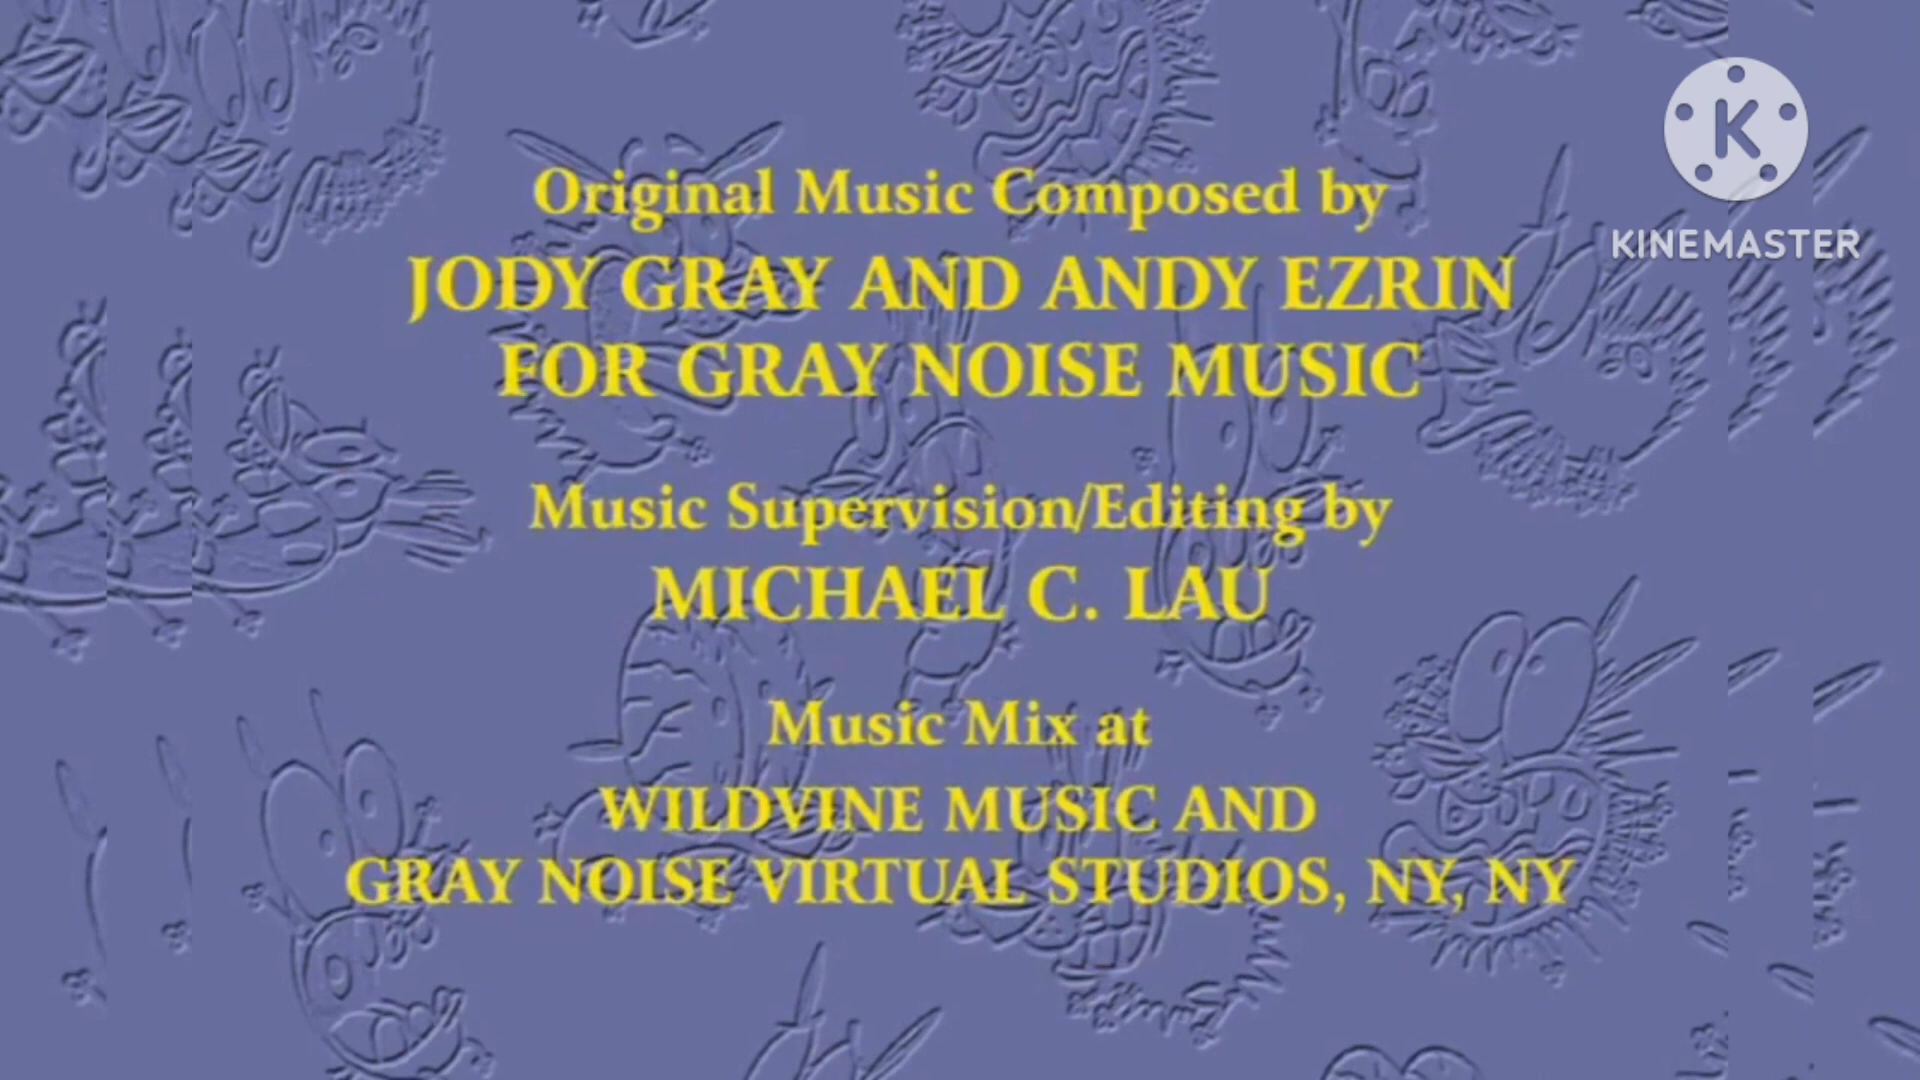 Original Music Composed by
JODY GRAY AND ANDY EZRIN
FOR GRAY NOISE MUSIC
Music Supervision/Editing by
MICHAEL C. LAU
Music Mix at
WILDVINE MUSIC AND
GRAY NOISE VIRTUAL STUDIOS, NY, NY
K
KINEMASTER